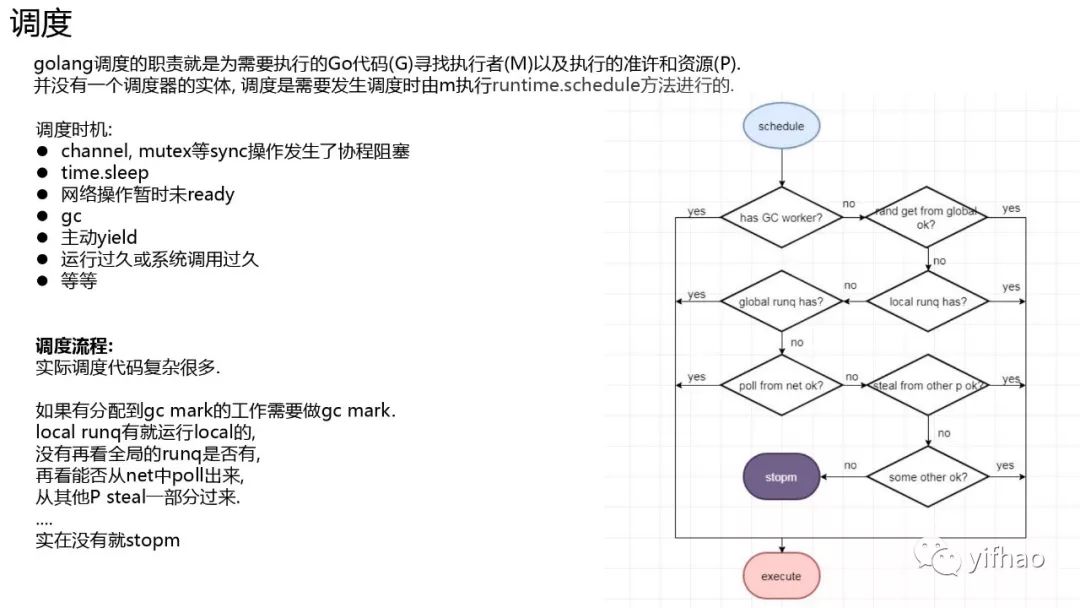 调度
golang调度的职责就是为需要执行的Go代码(G)寻找执行者(M)以及执行的准许和资源(P).
并没有一个调度器的实体, 调度是需要发生调度时由m执行runtime.schedule方法进行的.
调度时机:
● channel, mutex等sync操作发生了协程阻塞
● time.sleep
● 网络操作暂时未ready
● gc
● 主动yield
● 运行过久或系统调用过久
● 等等
调度流程:
实际调度代码复杂很多.
如果有分配到gc mark的工作需要做gc mark.
local runq有就运行local的,
没有再看全局的runq是否有,
再看能否从net中poll出来,
从其他P steal一部分过来.
....
实在没有就stopm
schedule
yes
has GC worker?
no
rand get from global
ok?
yes
no
yes
global runq has?
no
local runq has?
yes
no
yes
poll from net ok?
no
steal from other p ok?
yes
no
stopm
no
some other ok?
yes
execute
yifhao